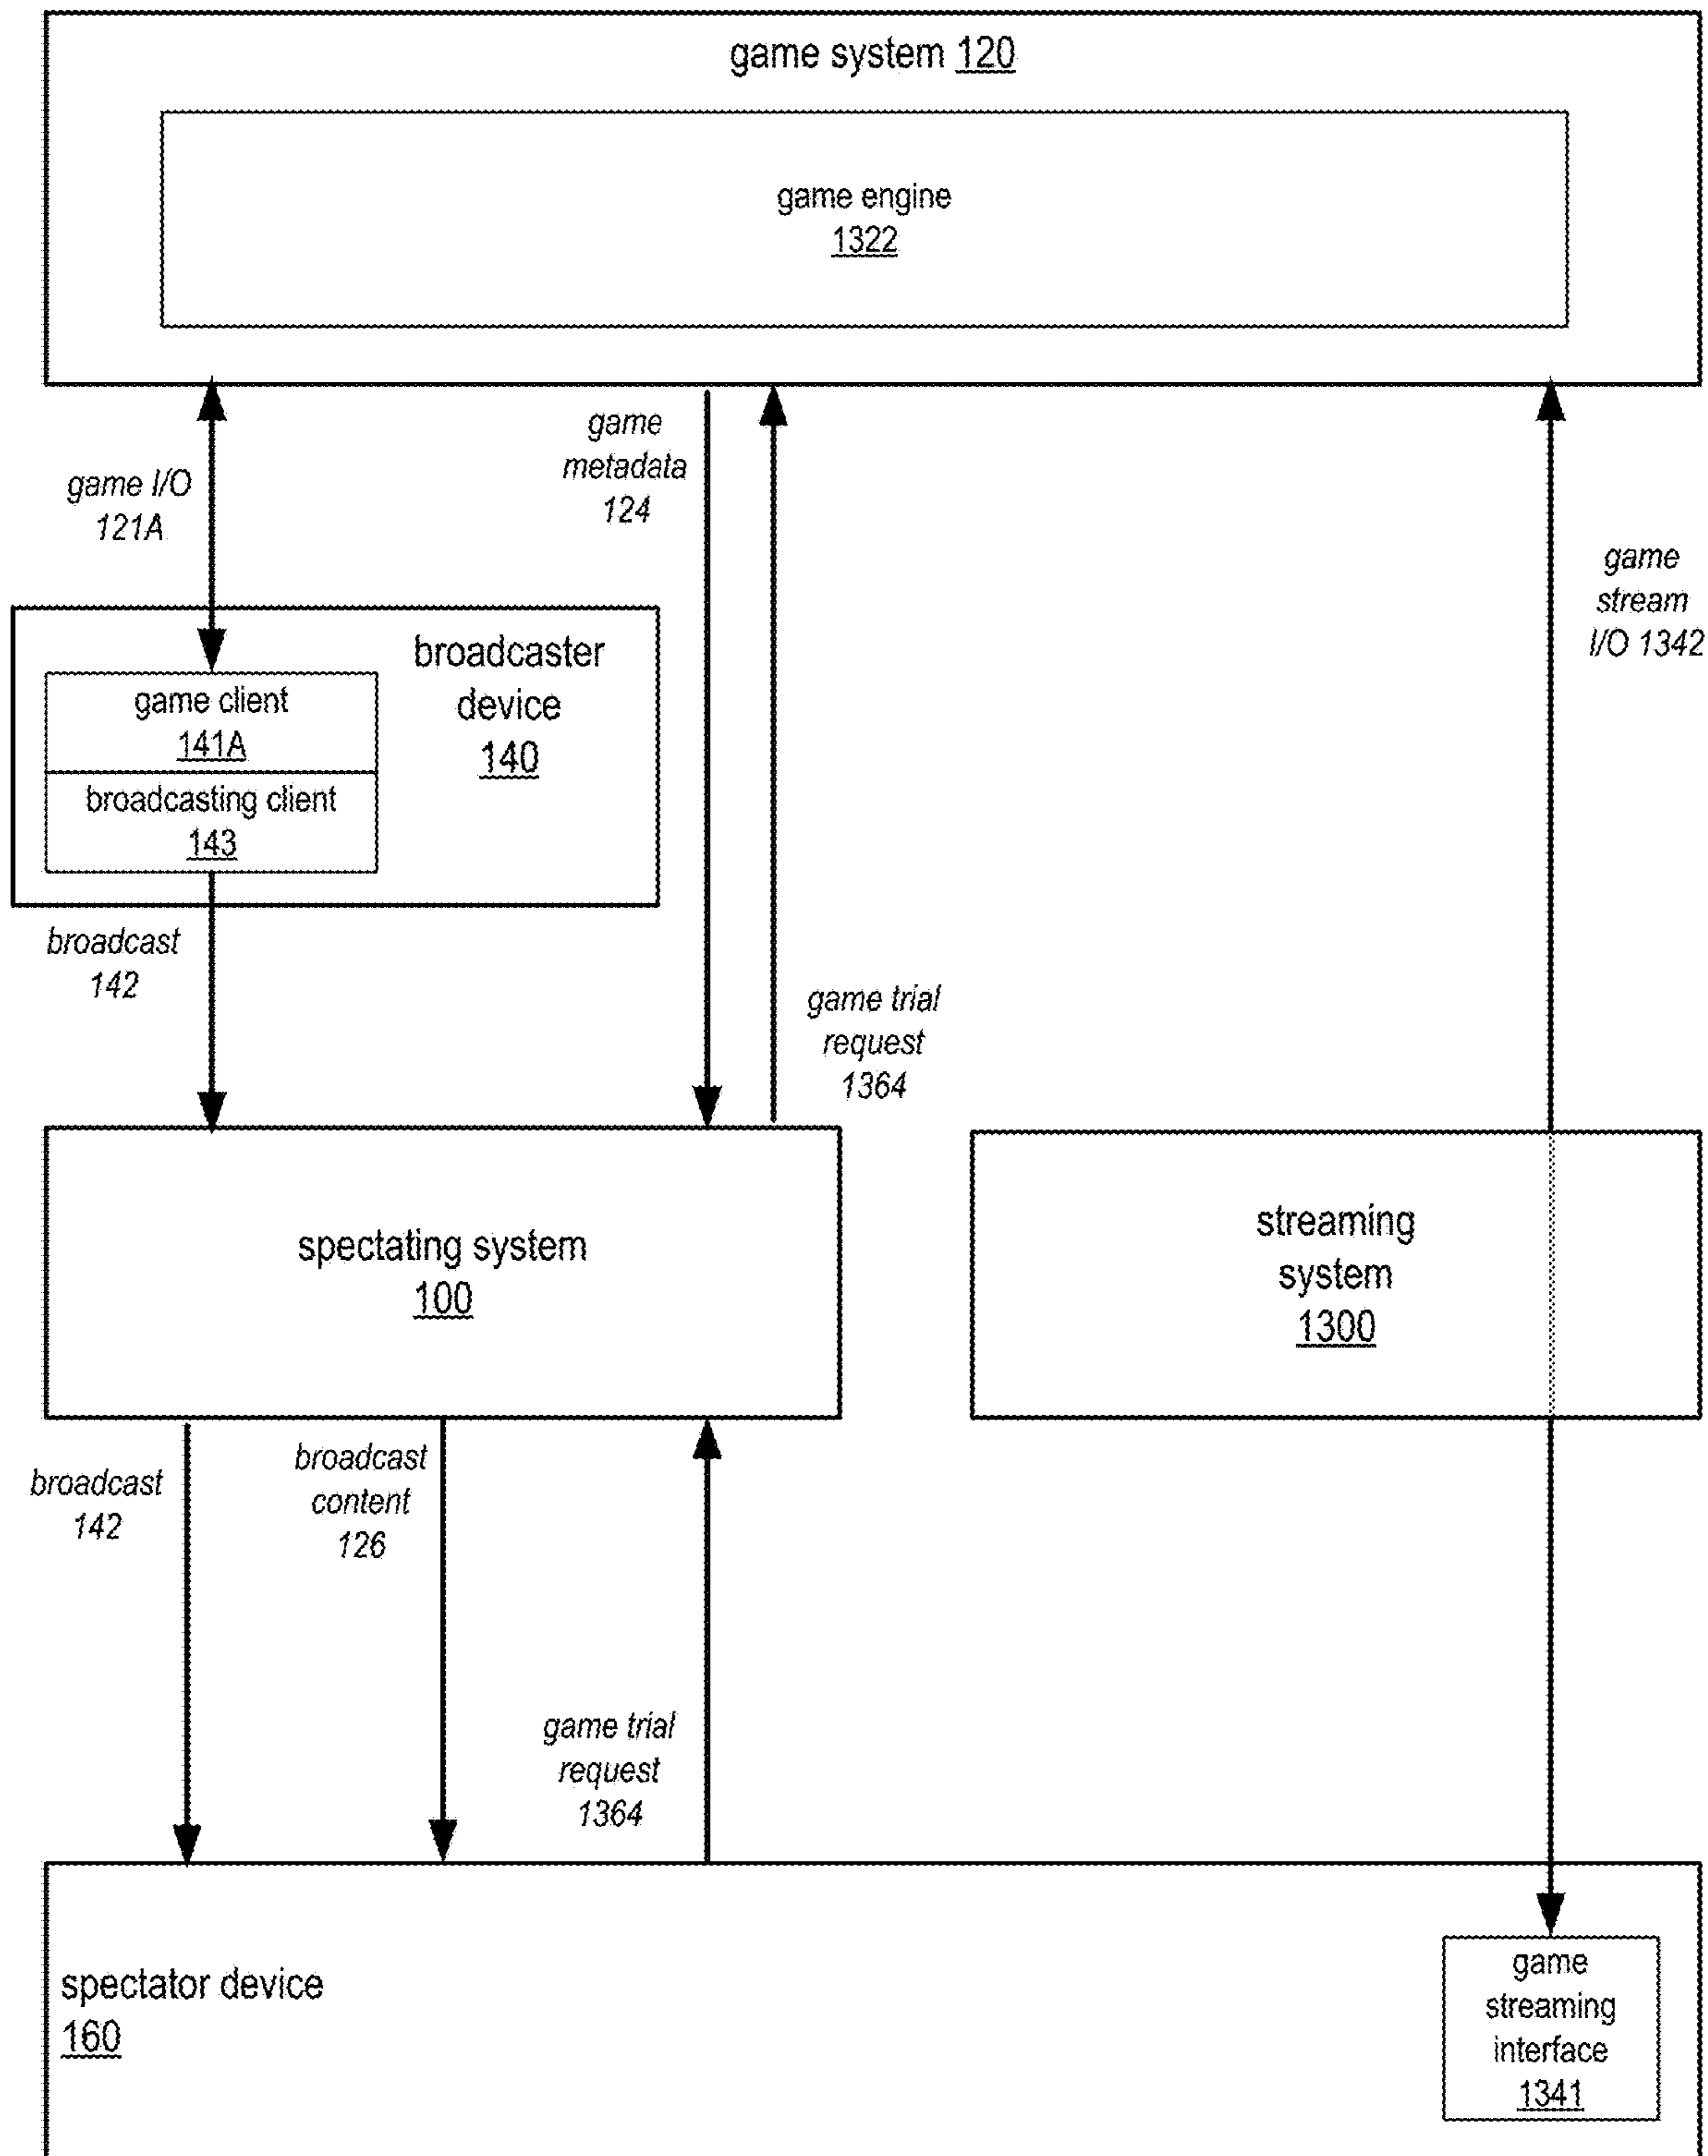 game system 120
game engine
1322
game
metadata
124
game I/O
121A
game
stream
I/O 1342
broadcaster
device
140
game client
141A
broadcasting client
143
broadcast
142
game trial
request
1364
spectating system
100
streaming
system
1300
broadcast
142
broadcast
content
126
game trial
request
1364
spectator device
160
game
streaming
interface
1341